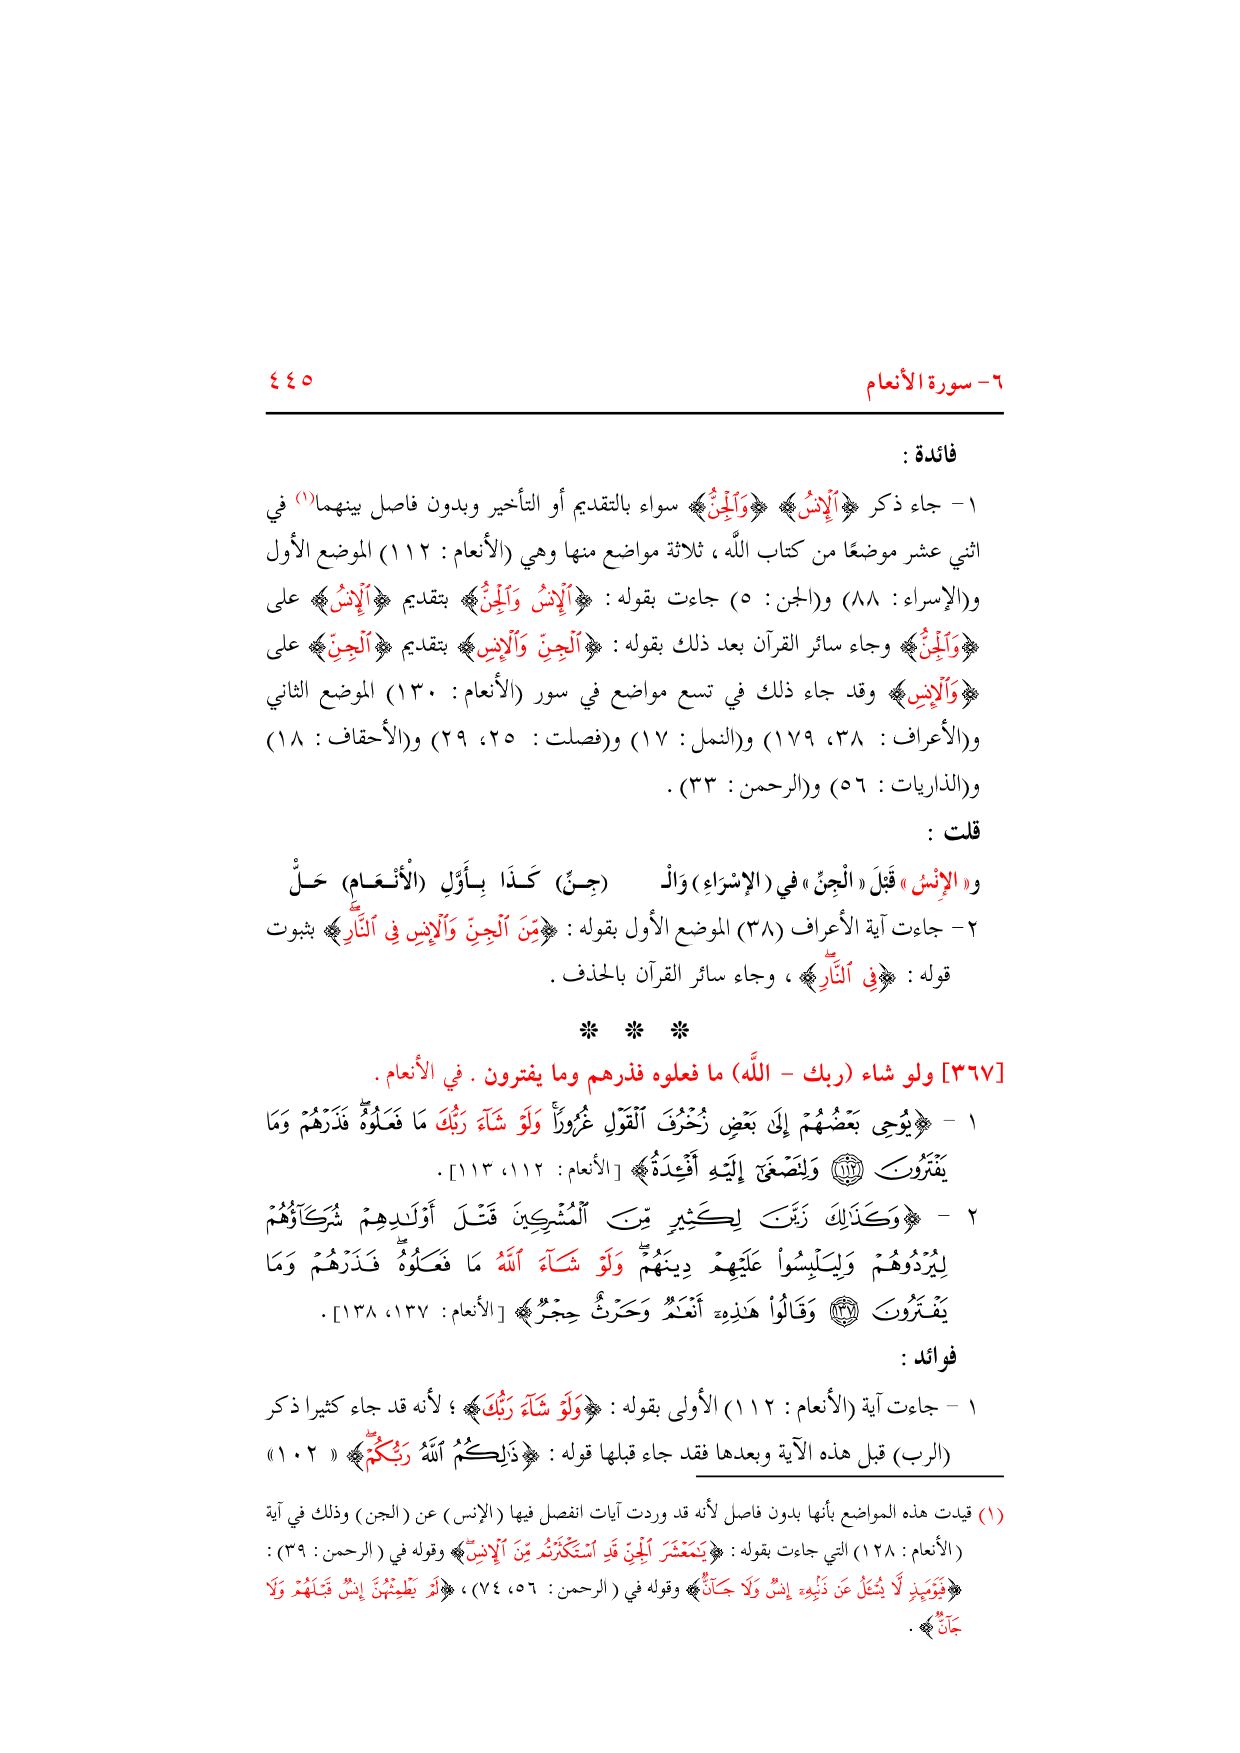 ٦- سورة الأنعام ٤٤٥
فائدة :
١- جاء ذكر ﴿ٱلۡإِنسُ﴾ ﴿وَٱلۡجِنُّ﴾ سواء بالتقديم أو التأخير وبدون فاصل بينهما(١) في
اثني عشر موضعًا من كتاب اللَّه ، ثلاثة مواضع منها وهي (الأنعام : ١١٢) الموضع الأول
و(الإسراء : ٨٨) و(الجن : ٥) جاءت بقوله : ﴿ٱلۡإِنسُ وَٱلۡجِنُّ﴾ بتقديم ﴿ٱلۡإِنسُ﴾ على
﴿وَٱلۡجِنُّ﴾ وجاء سائر القرآن بعد ذلك بقوله : ﴿ٱلۡجِنِّ وَٱلۡإِنسِ﴾ بتقديم ﴿ٱلۡجِنِّ﴾ على
﴿وَٱلۡإِنسِ﴾ وقد جاء ذلك في تسع مواضع في سور (الأنعام : ١٣٠) الموضع الثاني
و(الأعراف : ٣٨، ١٧٩) و(النمل : ١٧) و(فصلت : ٢٥، ٢٩) و(الأحقاف : ١٨)
و(الذاريات : ٥٦) و(الرحمن : ٣٣) .
قلت :
و« الإِنْسُ » قَبْلَ « الْجِنِّ » في ( الإسْرَاءِ ) وَالْـ (جِـنِّ) كَـذَا بِـأَوَّلِ (الْأَنْـعَـامِ) حَـلَّ
٢- جاءت آية الأعراف (٣٨) الموضع الأول بقوله : ﴿مِّنَ ٱلۡجِنِّ وَٱلۡإِنسِ فِي ٱلنَّارِۖ﴾ بثبوت
قوله : ﴿فِي ٱلنَّارِۖ﴾ ، وجاء سائر القرآن بالحذف .
❊ ❊ ❊
[٣٦٧] ولو شاء (ربك – اللَّه) ما فعلوه فذرهم وما يفترون . في الأنعام .
١ – ﴿يُوحِي بَعۡضُهُمۡ إِلَىٰ بَعۡضٖ زُخۡرُفَ ٱلۡقَوۡلِ غُرُورٗاۚ وَلَوۡ شَآءَ رَبُّكَ مَا فَعَلُوهُۖ فَذَرۡهُمۡ وَمَا
يَفۡتَرُونَ ١١٢ وَلِتَصۡغَىٰٓ إِلَيۡهِ أَفۡـِٔدَةُ﴾ [الأنعام : ١١٢، ١١٣] .
٢ – ﴿وَكَذَٰلِكَ زَيَّنَ لِكَثِيرٖ مِّنَ ٱلۡمُشۡرِكِينَ قَتۡلَ أَوۡلَٰدِهِمۡ شُرَكَآؤُهُمۡ
لِيُرۡدُوهُمۡ وَلِيَلۡبِسُواْ عَلَيۡهِمۡ دِينَهُمۡۖ وَلَوۡ شَآءَ ٱللَّهُ مَا فَعَلُوهُۖ فَذَرۡهُمۡ وَمَا
يَفۡتَرُونَ ١٣٧ وَقَالُواْ هَٰذِهِۦٓ أَنۡعَٰمٞ وَحَرۡثٌ حِجۡرٞ﴾ [الأنعام : ١٣٧، ١٣٨] .
فوائد :
١ – جاءت آية (الأنعام : ١١٢) الأولى بقوله : ﴿وَلَوۡ شَآءَ رَبُّكَ﴾ ؛ لأنه قد جاء كثيرا ذكر
(الرب) قبل هذه الآية وبعدها فقد جاء قبلها قوله : ﴿ذَٰلِكُمُ ٱللَّهُ رَبُّكُمۡۖ﴾ « ١٠٢»
(١) قيدت هذه المواضع بأنها بدون فاصل لأنه قد وردت آيات انفصل فيها (الإنس) عن (الجن) وذلك في آية
(الأنعام : ١٢٨) التي جاءت بقوله : ﴿يَٰمَعۡشَرَ ٱلۡجِنِّ قَدِ ٱسۡتَكۡثَرۡتُم مِّنَ ٱلۡإِنسِۖ﴾ وقوله في (الرحمن : ٣٩) :
﴿فَيَوۡمَئِذٖ لَّا يُسۡـَٔلُ عَن ذَنۢبِهِۦٓ إِنسٞ وَلَا جَآنّٞ﴾ وقوله في (الرحمن : ٥٦، ٧٤) ، ﴿لَمۡ يَطۡمِثۡهُنَّ إِنسٞ قَبۡلَهُمۡ وَلَا
جَآنّٞ﴾ .